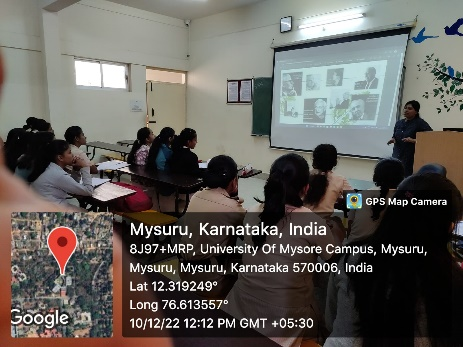 GPS Map Camera
Mysuru, Karnataka, India
8J97+MRP, University Of Mysore Campus, Mysuru,
Mysuru, Mysuru, Karnataka 570006, India
Lat 12.319249°
Long 76.613557°
10/12/22 12:12 PM GMT +05:30
Google